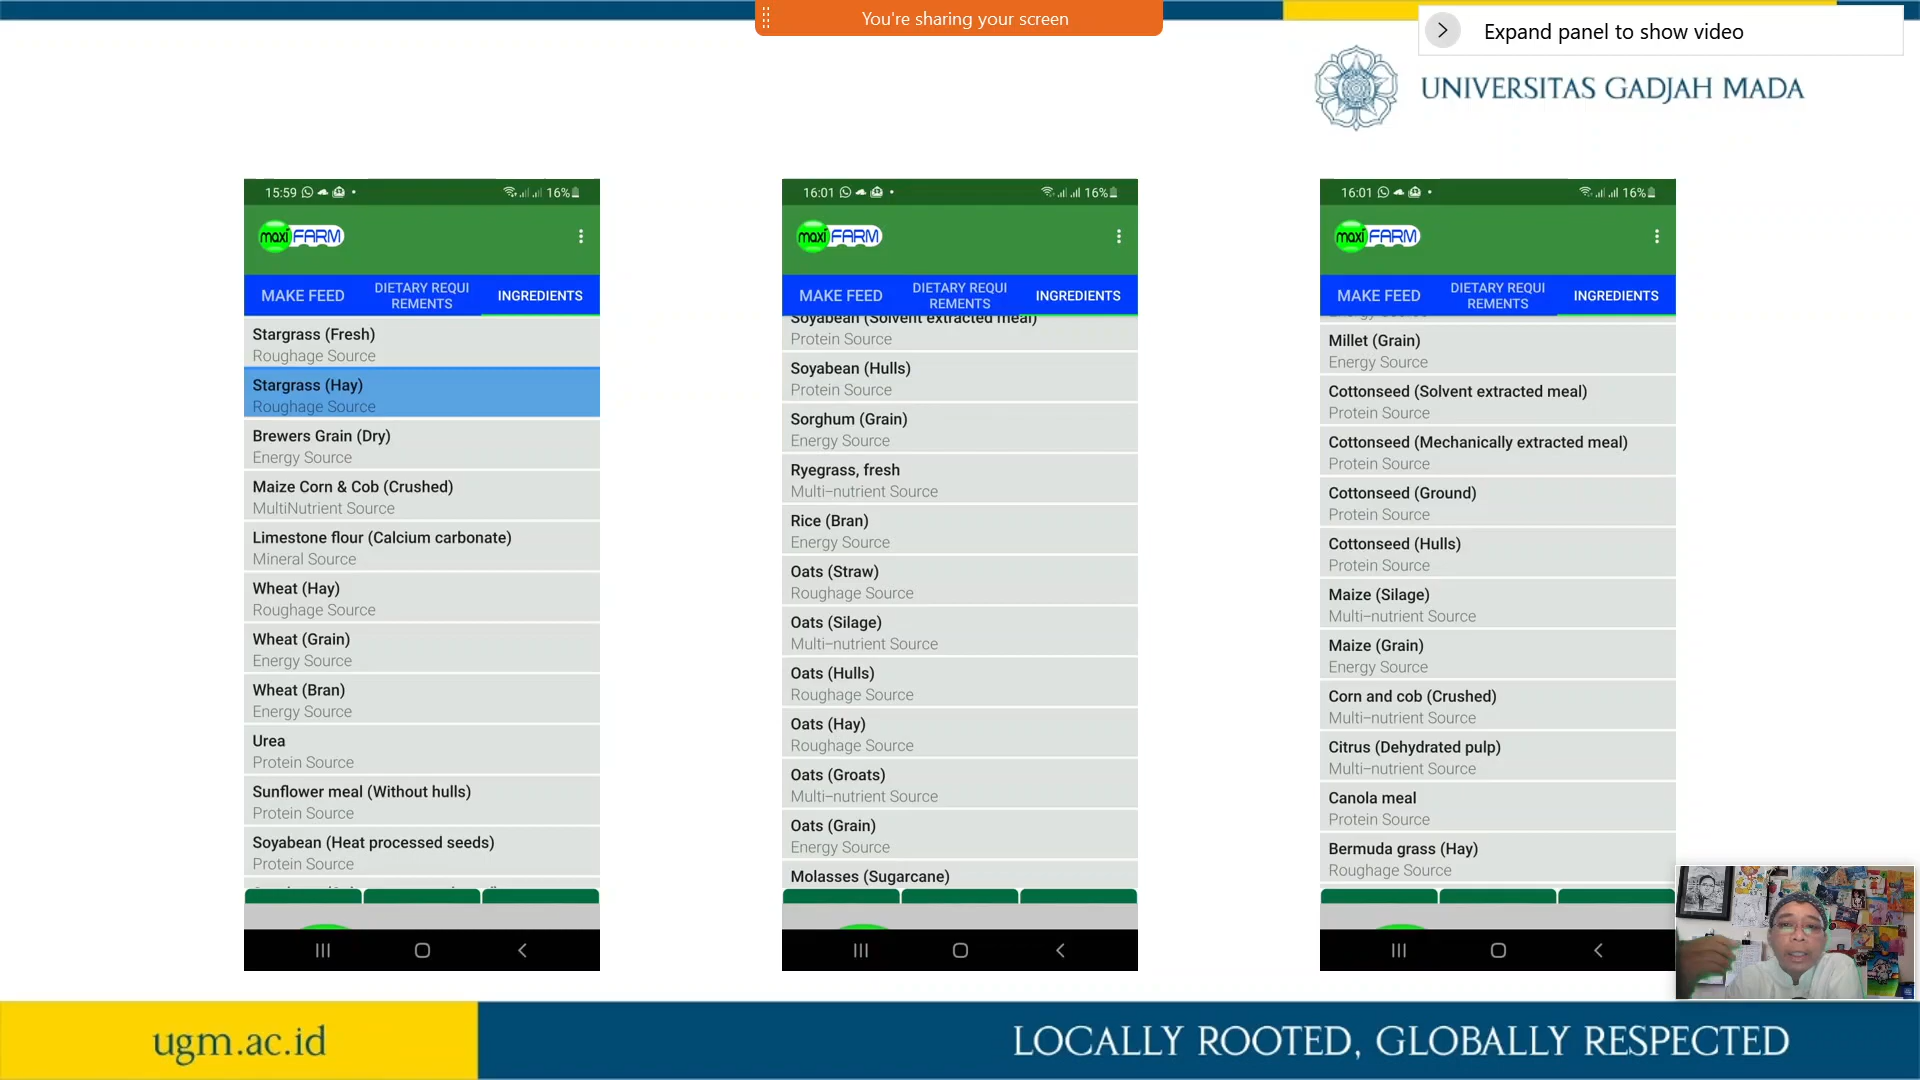 You're sharing your screen
Expand panel to show video
UNIVERSITAS GADJAH MADA
15:59
16%
maxi FARM
MAKE FEED
DIETARY REQUI
REMENTS
INGREDIENTS
Stargrass (Fresh)
Roughage Source
Stargrass (Hay)
Roughage Source
Brewers Grain (Dry)
Energy Source
Maize Corn & Cob (Crushed)
MultiNutrient Source
Limestone flour (Calcium carbonate)
Mineral Source
Wheat (Hay)
Roughage Source
Wheat (Grain)
Energy Source
Wheat (Bran)
Energy Source
Urea
Protein Source
Sunflower meal (Without hulls)
Protein Source
Soyabean (Heat processed seeds)
Protein Source
16:01
16%
maxi FARM
MAKE FEED
DIETARY REQUI
REMENTS
INGREDIENTS
Soyabean (Solvent extracted meal)
Protein Source
Soyabean (Hulls)
Protein Source
Sorghum (Grain)
Energy Source
Ryegrass, fresh
Multi-nutrient Source
Rice (Bran)
Energy Source
Oats (Straw)
Roughage Source
Oats (Silage)
Multi-nutrient Source
Oats (Hulls)
Roughage Source
Oats (Hay)
Roughage Source
Oats (Groats)
Multi-nutrient Source
Oats (Grain)
Energy Source
Molasses (Sugarcane)
16:01
16%
maxi FARM
MAKE FEED
DIETARY REQUI
REMENTS
INGREDIENTS
Millet (Grain)
Energy Source
Cottonseed (Solvent extracted meal)
Protein Source
Cottonseed (Mechanically extracted meal)
Protein Source
Cottonseed (Ground)
Protein Source
Cottonseed (Hulls)
Protein Source
Maize (Silage)
Multi-nutrient Source
Maize (Grain)
Energy Source
Corn and cob (Crushed)
Multi-nutrient Source
Citrus (Dehydrated pulp)
Multi-nutrient Source
Canola meal
Protein Source
Bermuda grass (Hay)
Roughage Source
ugm.ac.id
LOCALLY ROOTED, GLOBALLY RESPECTED